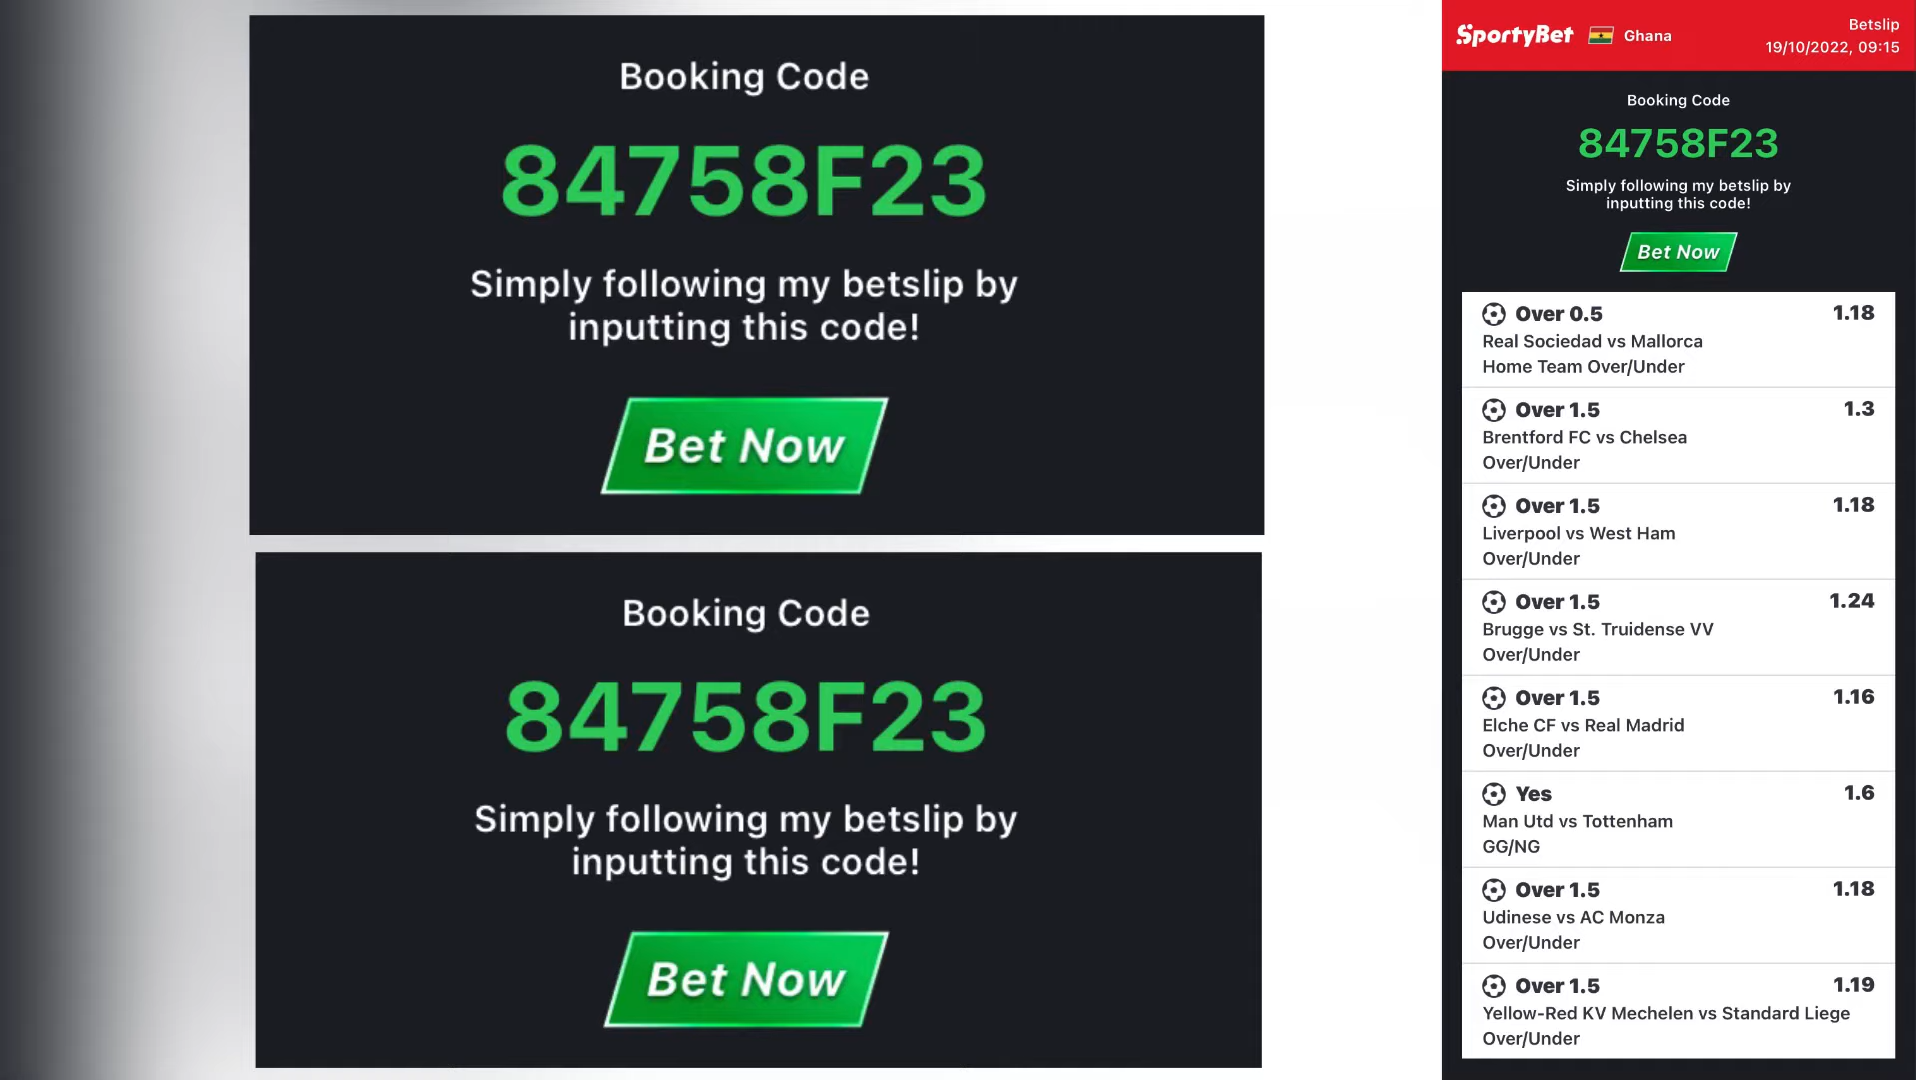 Booking Code
84758F23
Simply following my betslip by
inputting this code!
Bet Now
Booking Code
84758F23
Simply following my betslip by
inputting this code!
Bet Now
SportyBet Ghana Betslip
19/10/2022, 09:15
Booking Code
84758F23
Simply following my betslip by
inputting this code!
Bet Now
Over 0.5 1.18
Real Sociedad vs Mallorca
Home Team Over/Under
Over 1.5 1.3
Brentford FC vs Chelsea
Over/Under
Over 1.5 1.18
Liverpool vs West Ham
Over/Under
Over 1.5 1.24
Brugge vs St. Truidense VV
Over/Under
Over 1.5 1.16
Elche CF vs Real Madrid
Over/Under
Yes 1.6
Man Utd vs Tottenham
GG/NG
Over 1.5 1.18
Udinese vs AC Monza
Over/Under
Over 1.5 1.19
Yellow-Red KV Mechelen vs Standard Liege
Over/Under